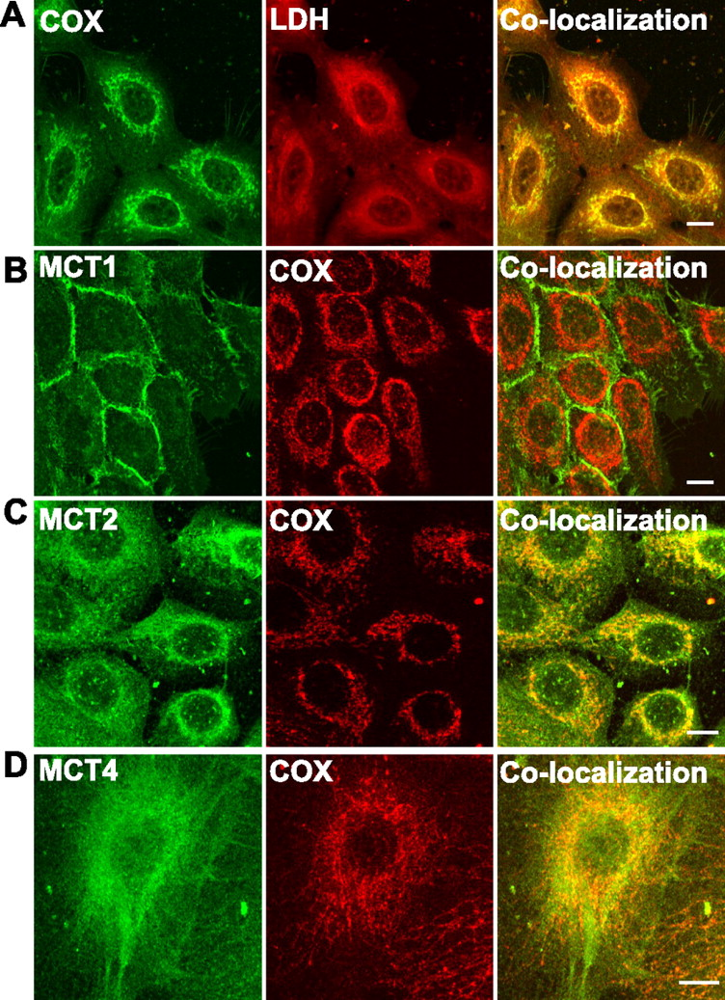 A COX LDH Co-localization
B MCT1 COX Co-localization
C MCT2 COX Co-localization
D MCT4 COX Co-localization